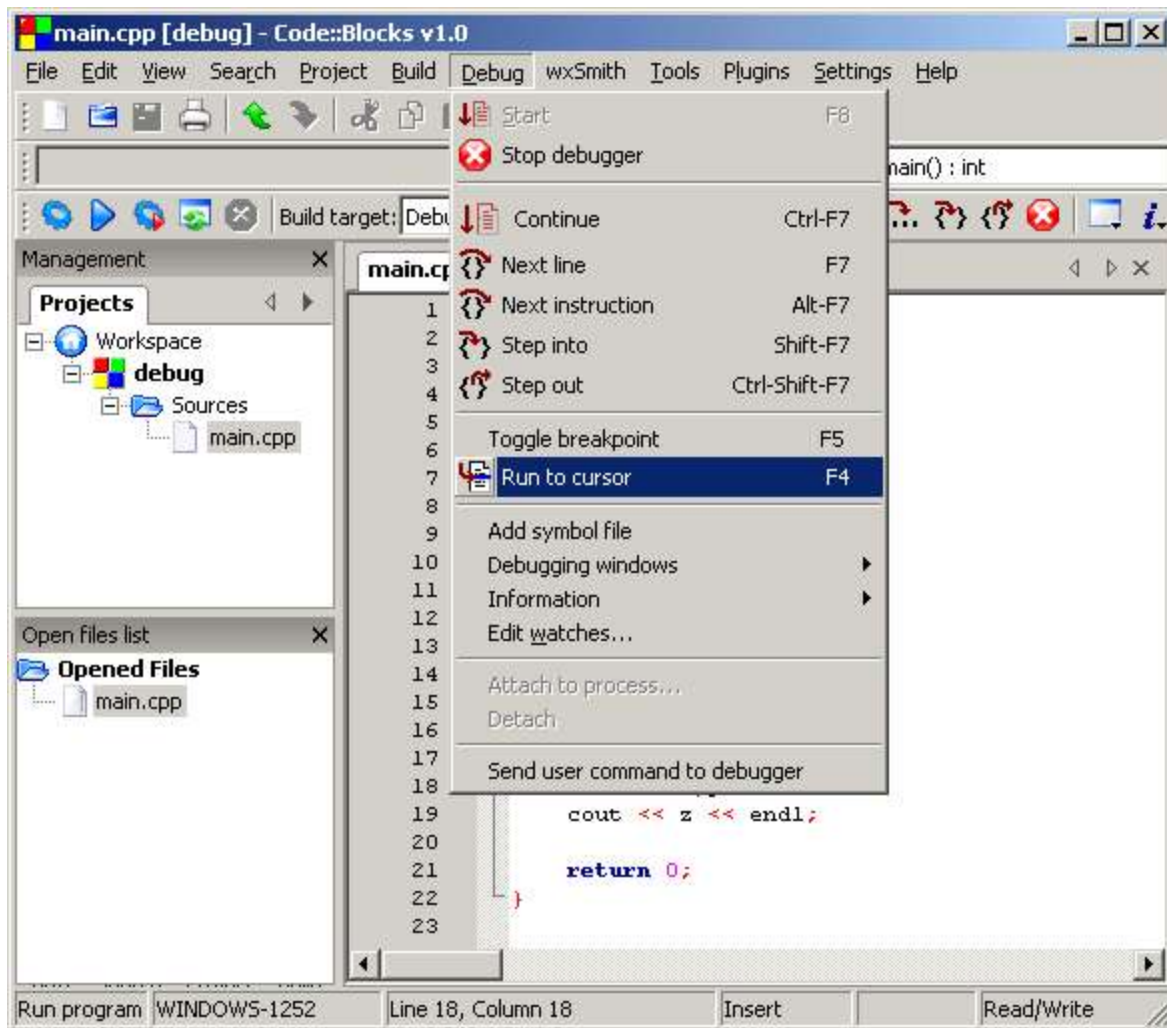 main.cpp [debug] - Code::Blocks v1.0
File Edit View Search Project Build Debug wxSmith Tools Plugins Settings Help
Start F8
Stop debugger
main() : int
Build target:
Continue Ctrl-F7
Management
Next line F7
Projects
Next instruction Alt-F7
Workspace
Step into Shift-F7
debug
Step out Ctrl-Shift-F7
Sources
main.cpp
Toggle breakpoint F5
Run to cursor F4
Add symbol file
Debugging windows
Information
Edit watches...
Attach to process...
Detach
Send user command to debugger
Open files list
Opened Files
main.cpp
1
2
3
4
5
6
7
8
9
10
11
12
13
14
15
16
17
18
19 cout << z << endl;
20
21 return 0;
22 }
23
Run program WINDOWS-1252 Line 18, Column 18 Insert Read/Write